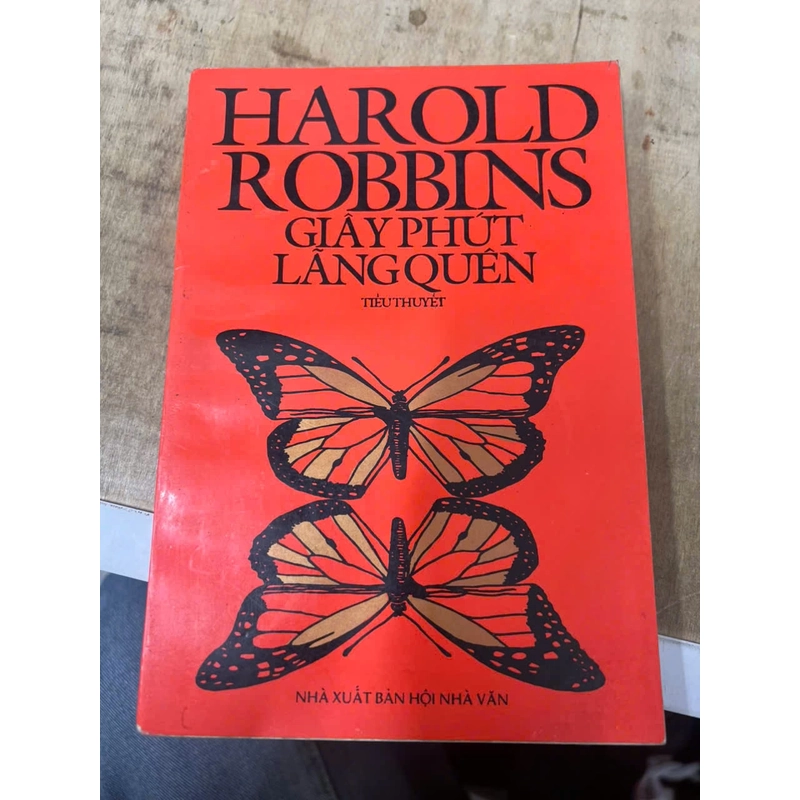 HAROLD
ROBBINS
GIÂY PHÚT
LÃNG QUÊN
TIỂU THUYẾT
NHÀ XUẤT BẢN HỘI NHÀ VĂN